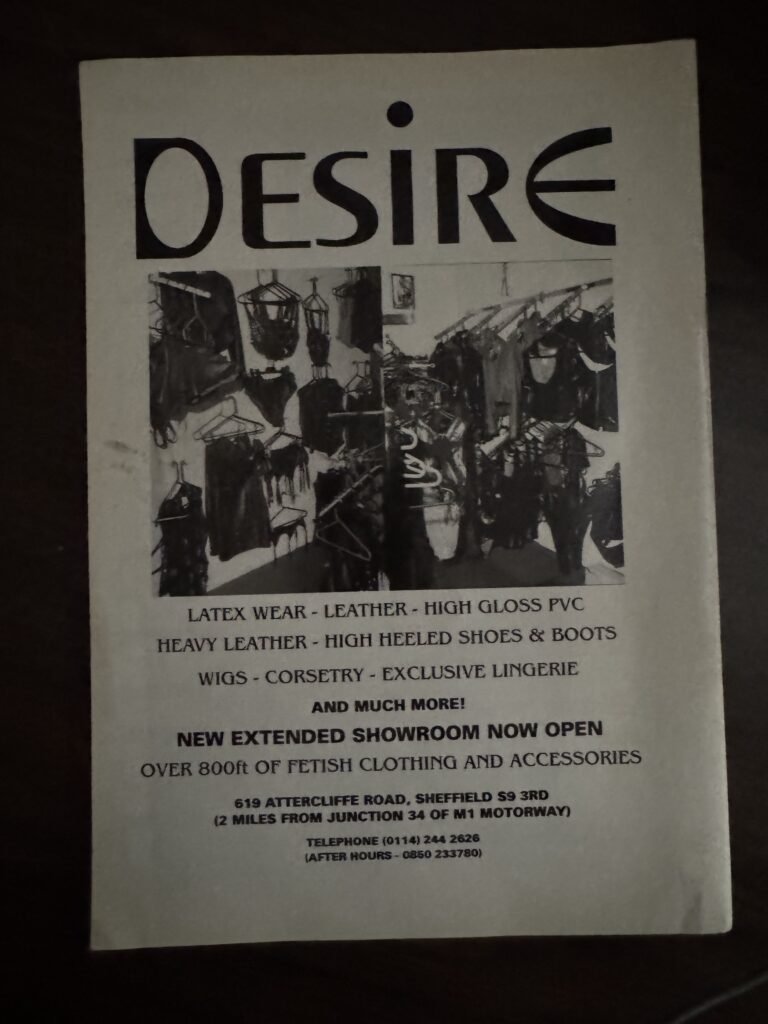 DESiRE
LATEX WEAR - LEATHER - HIGH GLOSS PVC
HEAVY LEATHER - HIGH HEELED SHOES & BOOTS
WIGS - CORSETRY - EXCLUSIVE LINGERIE
AND MUCH MORE!
NEW EXTENDED SHOWROOM NOW OPEN
OVER 800ft OF FETISH CLOTHING AND ACCESSORIES
619 ATTERCLIFFE ROAD, SHEFFIELD S9 3RD
(2 MILES FROM JUNCTION 34 OF M1 MOTORWAY)
TELEPHONE (0114) 244 2626
(AFTER HOURS - 0850 233780)